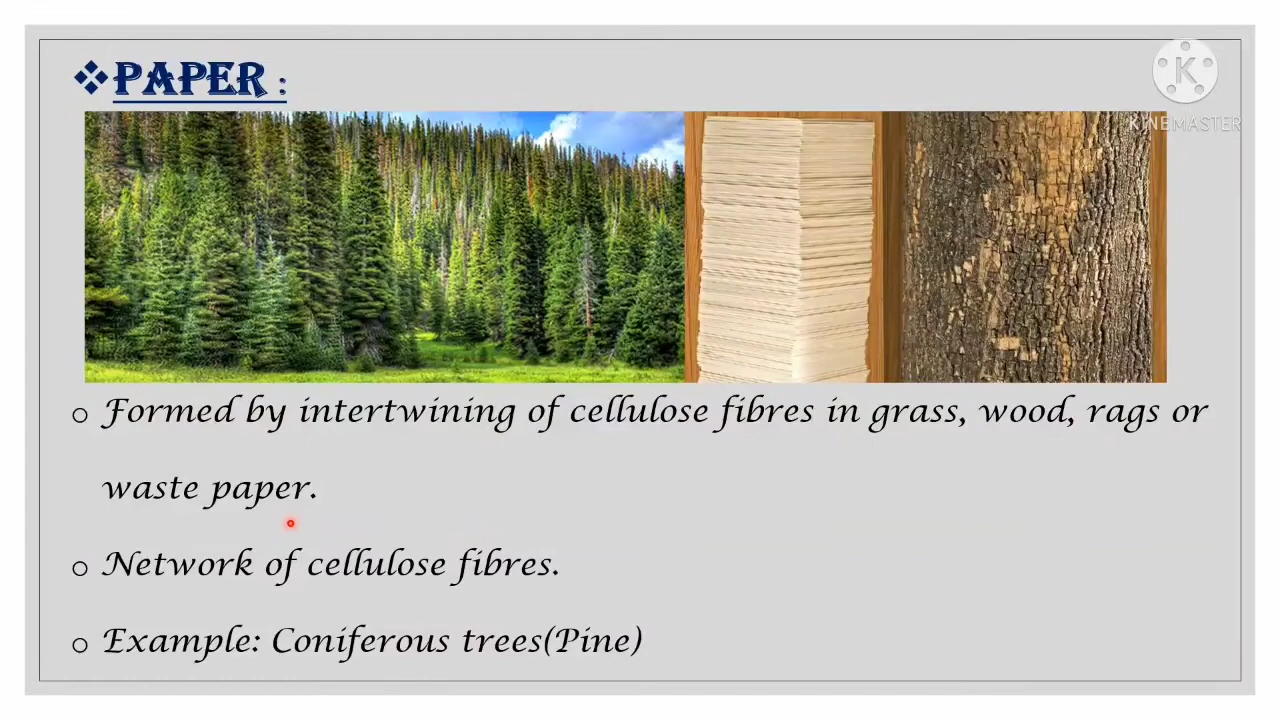 ❖PAPER :
K
KINEMASTER
o Formed by intertwining of cellulose fibres in grass, wood, rags or
waste paper.
o Network of cellulose fibres.
o Example: Coniferous trees(Pine)